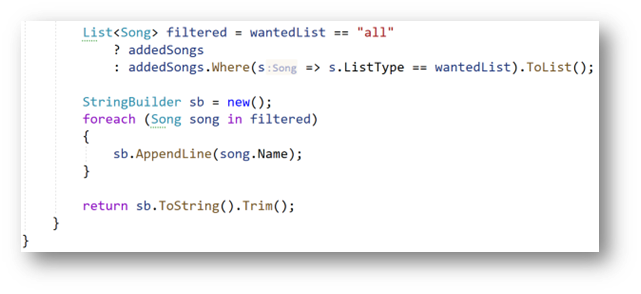 List<Song> filtered = wantedList == "all"
? addedSongs
: addedSongs.Where(s:Song => s.ListType == wantedList).ToList();
StringBuilder sb = new();
foreach (Song song in filtered)
{
sb.AppendLine(song.Name);
}
return sb.ToString().Trim();
}
}